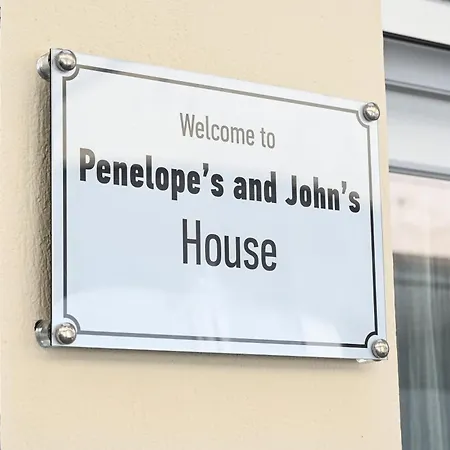 Welcome to
Penelope's and John's
House